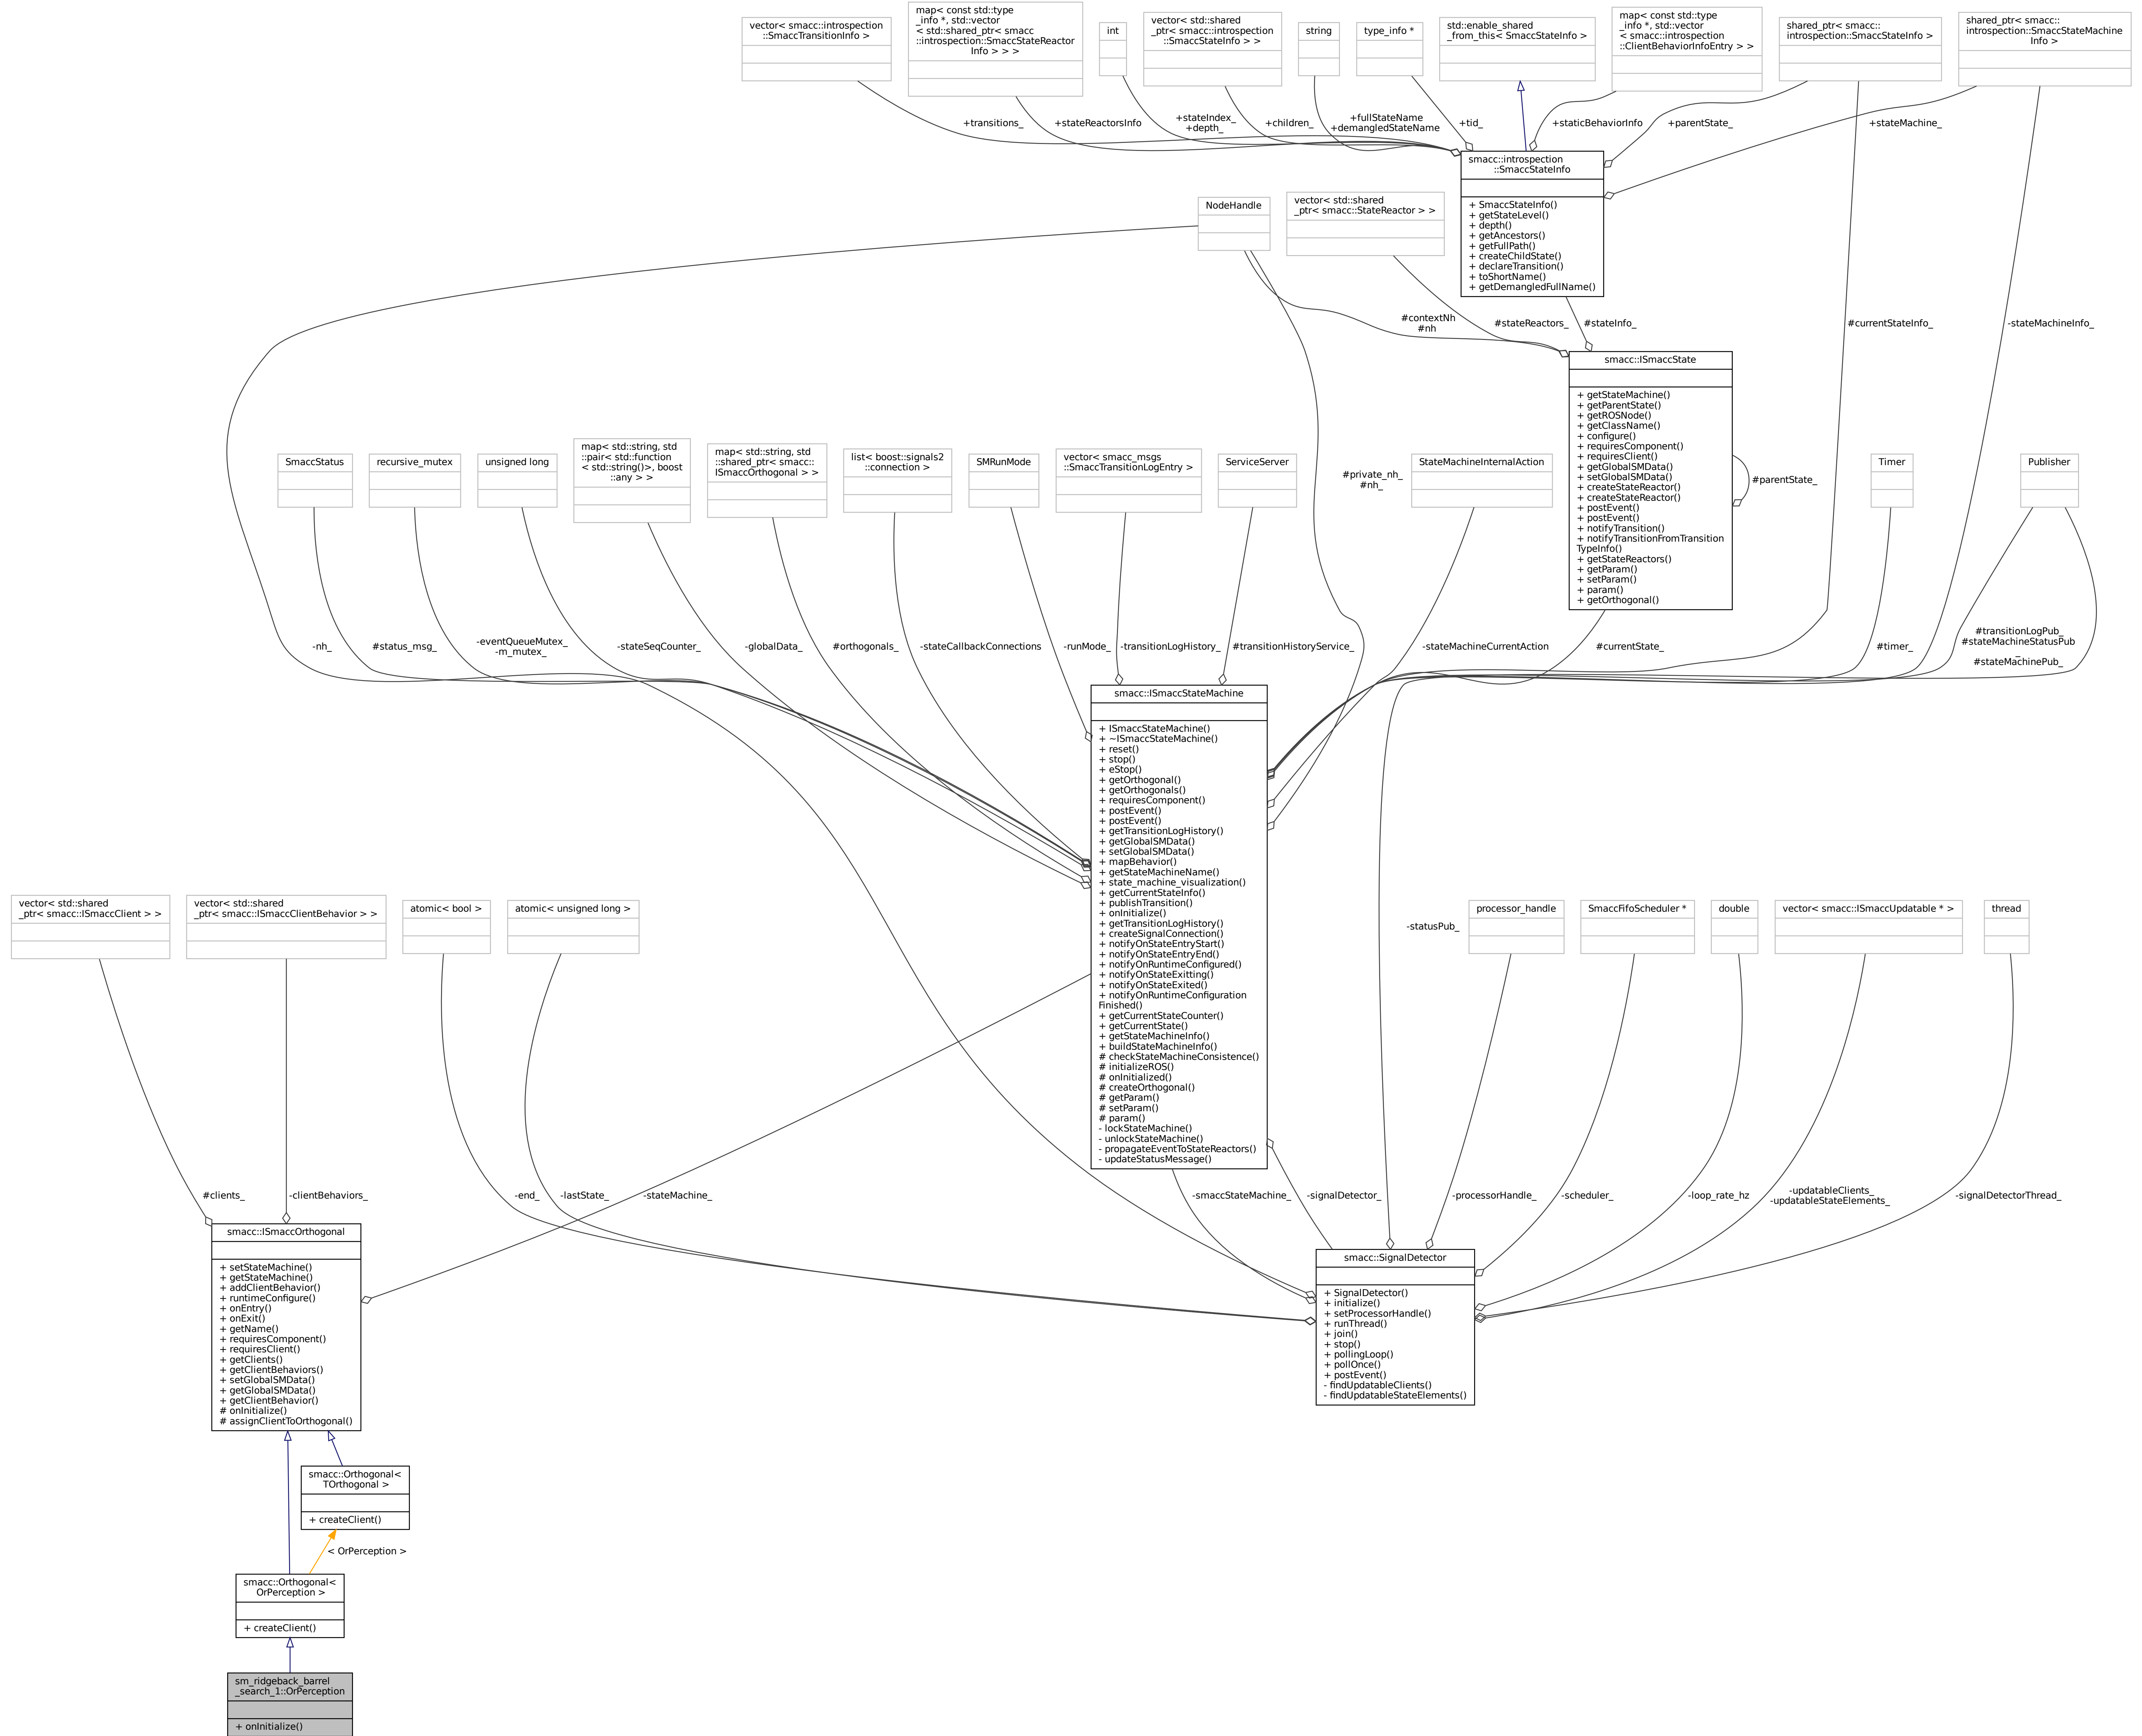 vector< smacc::introspection
::SmaccTransitionInfo >
map< const std::type
_info *, std::vector
< std::shared_ptr< smacc
::introspection::SmaccStateReactor
Info > > >
int
vector< std::shared
_ptr< smacc::introspection
::SmaccStateInfo > >
string
type_info *
std::enable_shared
_from_this< SmaccStateInfo >
map< const std::type
_info *, std::vector
< smacc::introspection
::ClientBehaviorInfoEntry > >
shared_ptr< smacc::
introspection::SmaccStateInfo >
shared_ptr< smacc::
introspection::SmaccStateMachine
Info >
+transitions_
+stateReactorsInfo
+stateIndex_
+depth_
+children_
+fullStateName
+demangledStateName
+tid_
+staticBehaviorInfo
+parentState_
+stateMachine_
smacc::introspection
::SmaccStateInfo
+ SmaccStateInfo()
+ getStateLevel()
+ depth()
+ getAncestors()
+ getFullPath()
+ createChildState()
+ declareTransition()
+ toShortName()
+ getDemangledFullName()
NodeHandle
vector< std::shared
_ptr< smacc::StateReactor > >
#contextNh
#nh
#stateReactors_
#stateInfo_
#currentStateInfo_
-stateMachineInfo_
smacc::ISmaccState
+ getStateMachine()
+ getParentState()
+ getROSNode()
+ getClassName()
+ configure()
+ requiresComponent()
+ requiresClient()
+ getGlobalSMData()
+ setGlobalSMData()
+ createStateReactor()
+ createStateReactor()
+ postEvent()
+ postEvent()
+ notifyTransition()
+ notifyTransitionFromTransition
TypeInfo()
+ getStateReactors()
+ getParam()
+ setParam()
+ param()
+ getOrthogonal()
#parentState_
SmaccStatus
recursive_mutex
unsigned long
map< std::string, std
::pair< std::function
< std::string()>, boost
::any > >
map< std::string, std
::shared_ptr< smacc::
ISmaccOrthogonal > >
list< boost::signals2
::connection >
SMRunMode
vector< smacc_msgs
::SmaccTransitionLogEntry >
ServiceServer
#private_nh_
#nh_
StateMachineInternalAction
Timer
Publisher
-nh_
#status_msg_
-eventQueueMutex_
-m_mutex_
-stateSeqCounter_
-globalData_
#orthogonals_
-stateCallbackConnections
-runMode_
-transitionLogHistory_
#transitionHistoryService_
-stateMachineCurrentAction
#currentState_
#timer_
#transitionLogPub_
#stateMachineStatusPub
_
#stateMachinePub_
smacc::ISmaccStateMachine
+ ISmaccStateMachine()
+ ~ISmaccStateMachine()
+ reset()
+ stop()
+ eStop()
+ getOrthogonal()
+ getOrthogonals()
+ requiresComponent()
+ postEvent()
+ postEvent()
+ getTransitionLogHistory()
+ getGlobalSMData()
+ setGlobalSMData()
+ mapBehavior()
+ getStateMachineName()
+ state_machine_visualization()
+ getCurrentStateInfo()
+ publishTransition()
+ onInitialize()
+ getTransitionLogHistory()
+ createSignalConnection()
+ notifyOnStateEntryStart()
+ notifyOnStateEntryEnd()
+ notifyOnRuntimeConfigured()
+ notifyOnStateExitting()
+ notifyOnStateExited()
+ notifyOnRuntimeConfiguration
Finished()
+ getCurrentStateCounter()
+ getCurrentState()
+ getStateMachineInfo()
+ buildStateMachineInfo()
# checkStateMachineConsistence()
# initializeROS()
# onInitialized()
# createOrthogonal()
# getParam()
# setParam()
# param()
- lockStateMachine()
- unlockStateMachine()
- propagateEventToStateReactors()
- updateStatusMessage()
vector< std::shared
_ptr< smacc::ISmaccClient > >
vector< std::shared
_ptr< smacc::ISmaccClientBehavior > >
atomic< bool >
atomic< unsigned long >
-statusPub_
processor_handle
SmaccFifoScheduler *
double
vector< smacc::ISmaccUpdatable * >
thread
#clients_
-clientBehaviors_
-end_
-lastState_
-stateMachine_
-smaccStateMachine_
-signalDetector_
-processorHandle_
-scheduler_
-loop_rate_hz
-updatableClients_
-updatableStateElements_
-signalDetectorThread_
smacc::ISmaccOrthogonal
+ setStateMachine()
+ getStateMachine()
+ addClientBehavior()
+ runtimeConfigure()
+ onEntry()
+ onExit()
+ getName()
+ requiresComponent()
+ requiresClient()
+ getClients()
+ getClientBehaviors()
+ setGlobalSMData()
+ getGlobalSMData()
+ getClientBehavior()
# onInitialize()
# assignClientToOrthogonal()
smacc::SignalDetector
+ SignalDetector()
+ initialize()
+ setProcessorHandle()
+ runThread()
+ join()
+ stop()
+ pollingLoop()
+ pollOnce()
+ postEvent()
- findUpdatableClients()
- findUpdatableStateElements()
smacc::Orthogonal<
TOrthogonal >
+ createClient()
< OrPerception >
smacc::Orthogonal<
OrPerception >
+ createClient()
sm_ridgeback_barrel
_search_1::OrPerception
+ onInitialize()